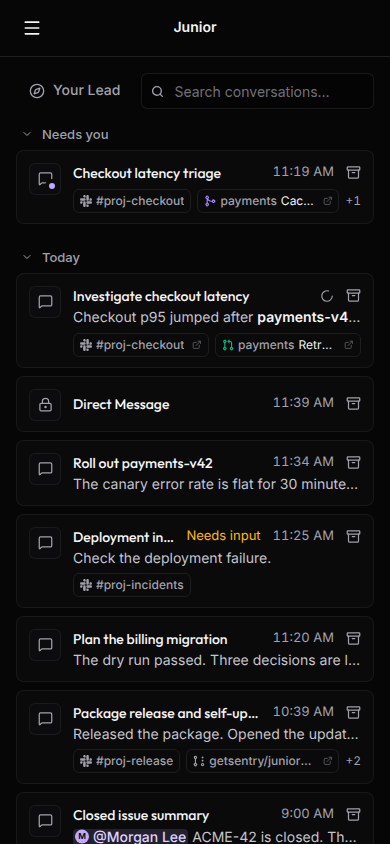 Junior
Your Lead
Search conversations...
Needs you
Checkout latency triage 11:19 AM
#proj-checkout payments Cac... +1
Today
Investigate checkout latency
Checkout p95 jumped after payments-v4...
#proj-checkout payments Retr...
Direct Message 11:39 AM
Roll out payments-v42 11:34 AM
The canary error rate is flat for 30 minute...
Deployment in... Needs input 11:25 AM
Check the deployment failure.
#proj-incidents
Plan the billing migration 11:20 AM
The dry run passed. Three decisions are l...
Package release and self-up... 10:39 AM
Released the package. Opened the updat...
#proj-release getsentry/junior... +2
Closed issue summary 9:00 AM
M @Morgan Lee ACME-42 is closed. Th...